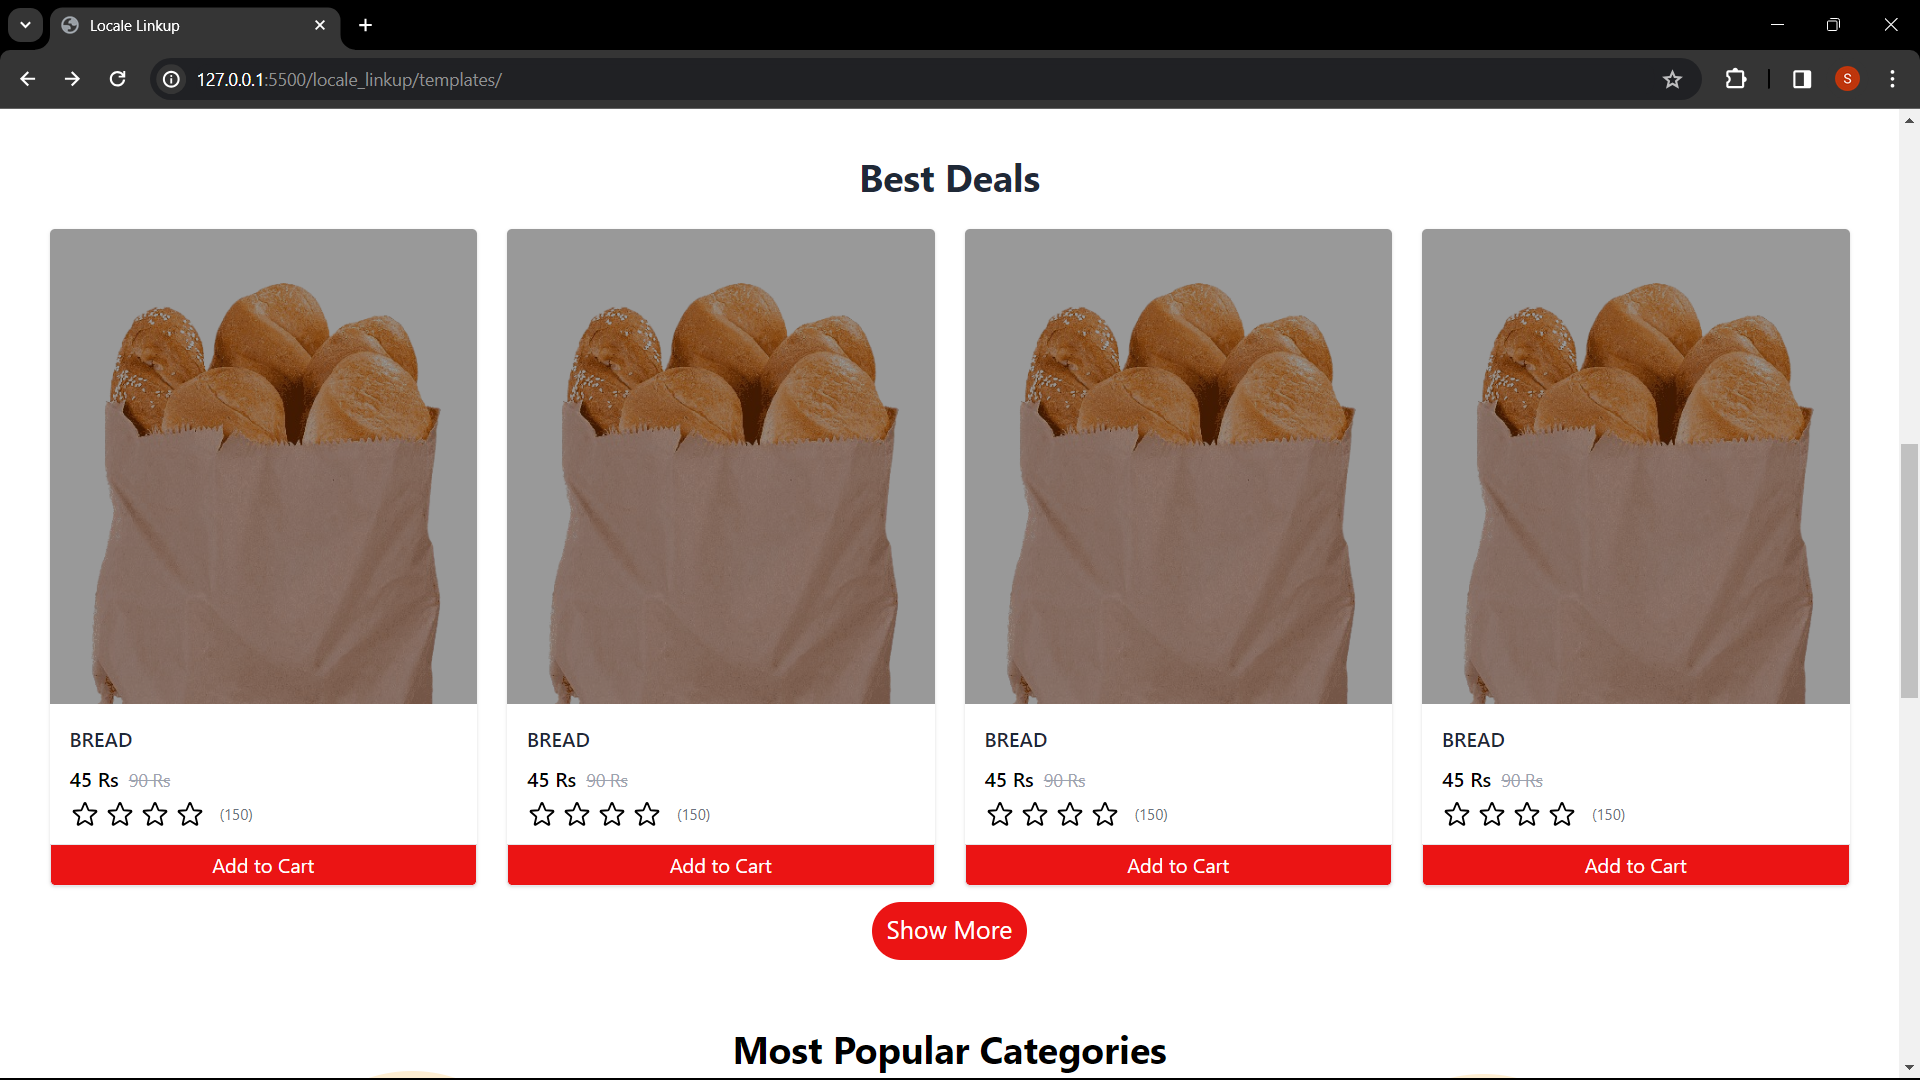 Locale Linkup
127.0.0.1:5500/locale_linkup/templates/
S
Best Deals
BREAD
45 Rs 90 Rs
(150)
Add to Cart
BREAD
45 Rs 90 Rs
(150)
Add to Cart
BREAD
45 Rs 90 Rs
(150)
Add to Cart
BREAD
45 Rs 90 Rs
(150)
Add to Cart
Show More
Most Popular Categories